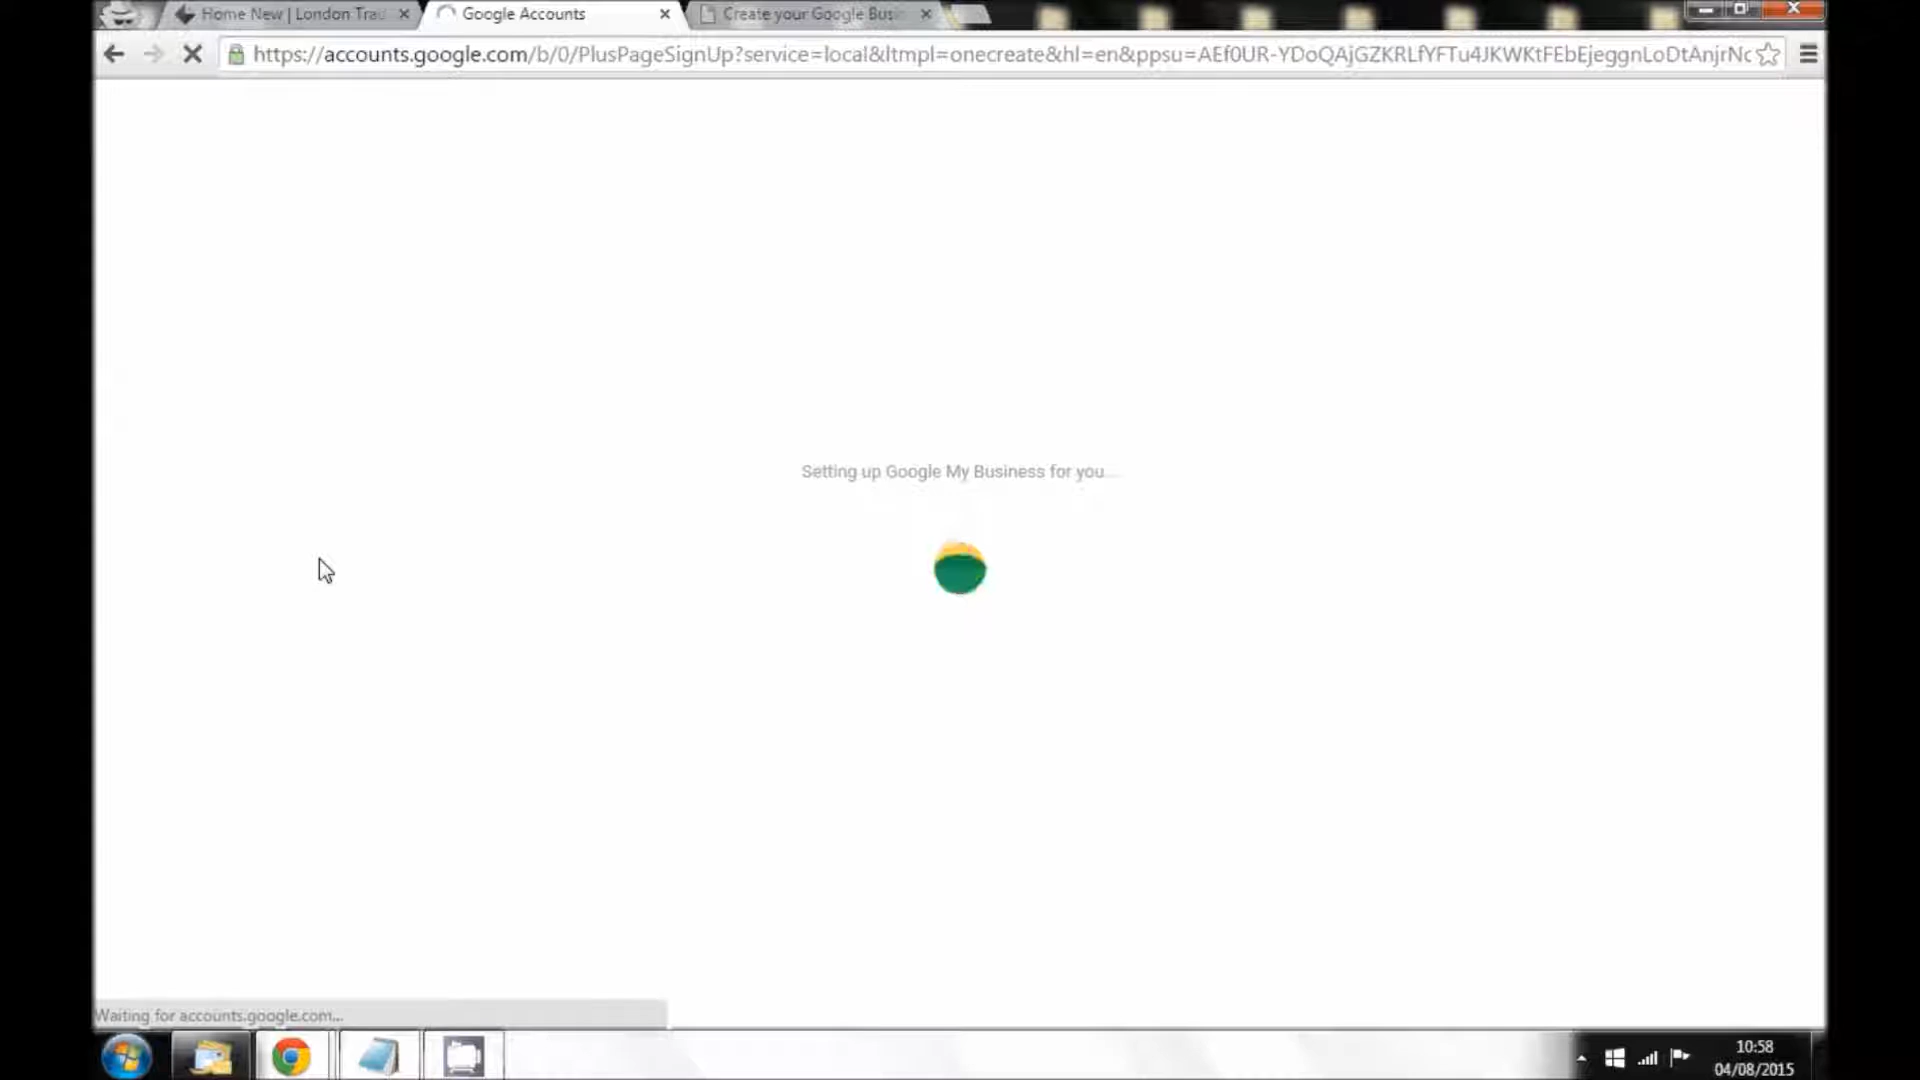 Home New | London Trad
Google Accounts
Create your Google Busi
https://accounts.google.com/b/0/PlusPageSignUp?service=local&ltmpl=onecreate&hl=en&ppsu=AEf0UR-YDoQAjGZKRLfYFTu4JKWKtFEbEjeggnLoDtAnjrNc
Setting up Google My Business for you...
Waiting for accounts.google.com...
10:58
04/08/2015